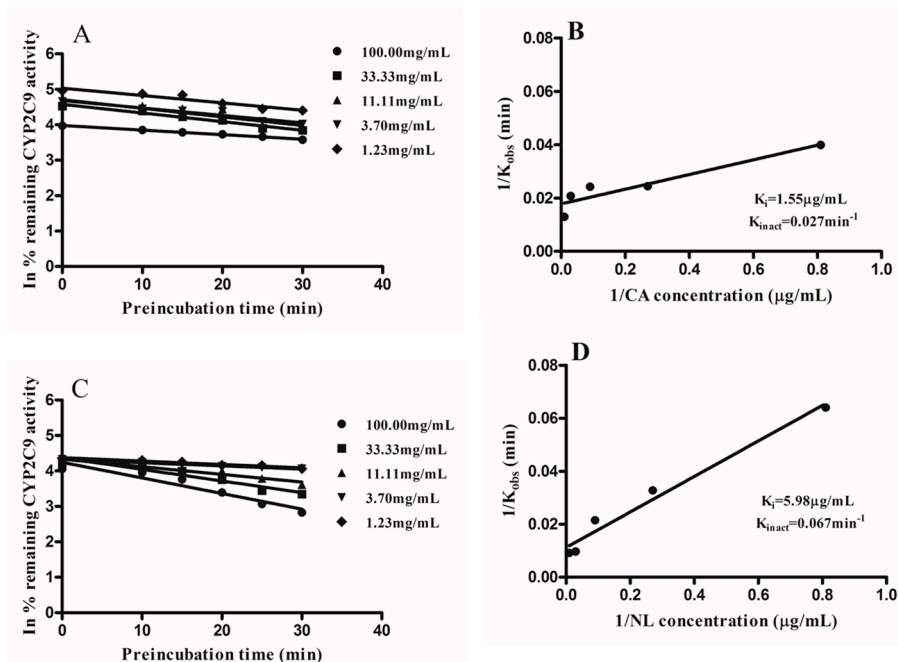 A
In % remaining CYP2C9 activity
6
5
4
3
2
1
0
0 10 20 30 40
Preincubation time (min)
100.00mg/mL
33.33mg/mL
11.11mg/mL
3.70mg/mL
1.23mg/mL
B
1/Kobs (min)
0.08
0.06
0.04
0.02
0.00
0.0 0.2 0.4 0.6 0.8 1.0
1/CA concentration (μg/mL)
Ki=1.55μg/mL
Kinact=0.027min-1
C
In % remaining CYP2C9 activity
6
5
4
3
2
1
0
0 10 20 30 40
Preincubation time (min)
100.00mg/mL
33.33mg/mL
11.11mg/mL
3.70mg/mL
1.23mg/mL
D
1/Kobs (min)
0.08
0.06
0.04
0.02
0.00
0.0 0.2 0.4 0.6 0.8 1.0
1/NL concentration (μg/mL)
Ki=5.98μg/mL
Kinact=0.067min-1